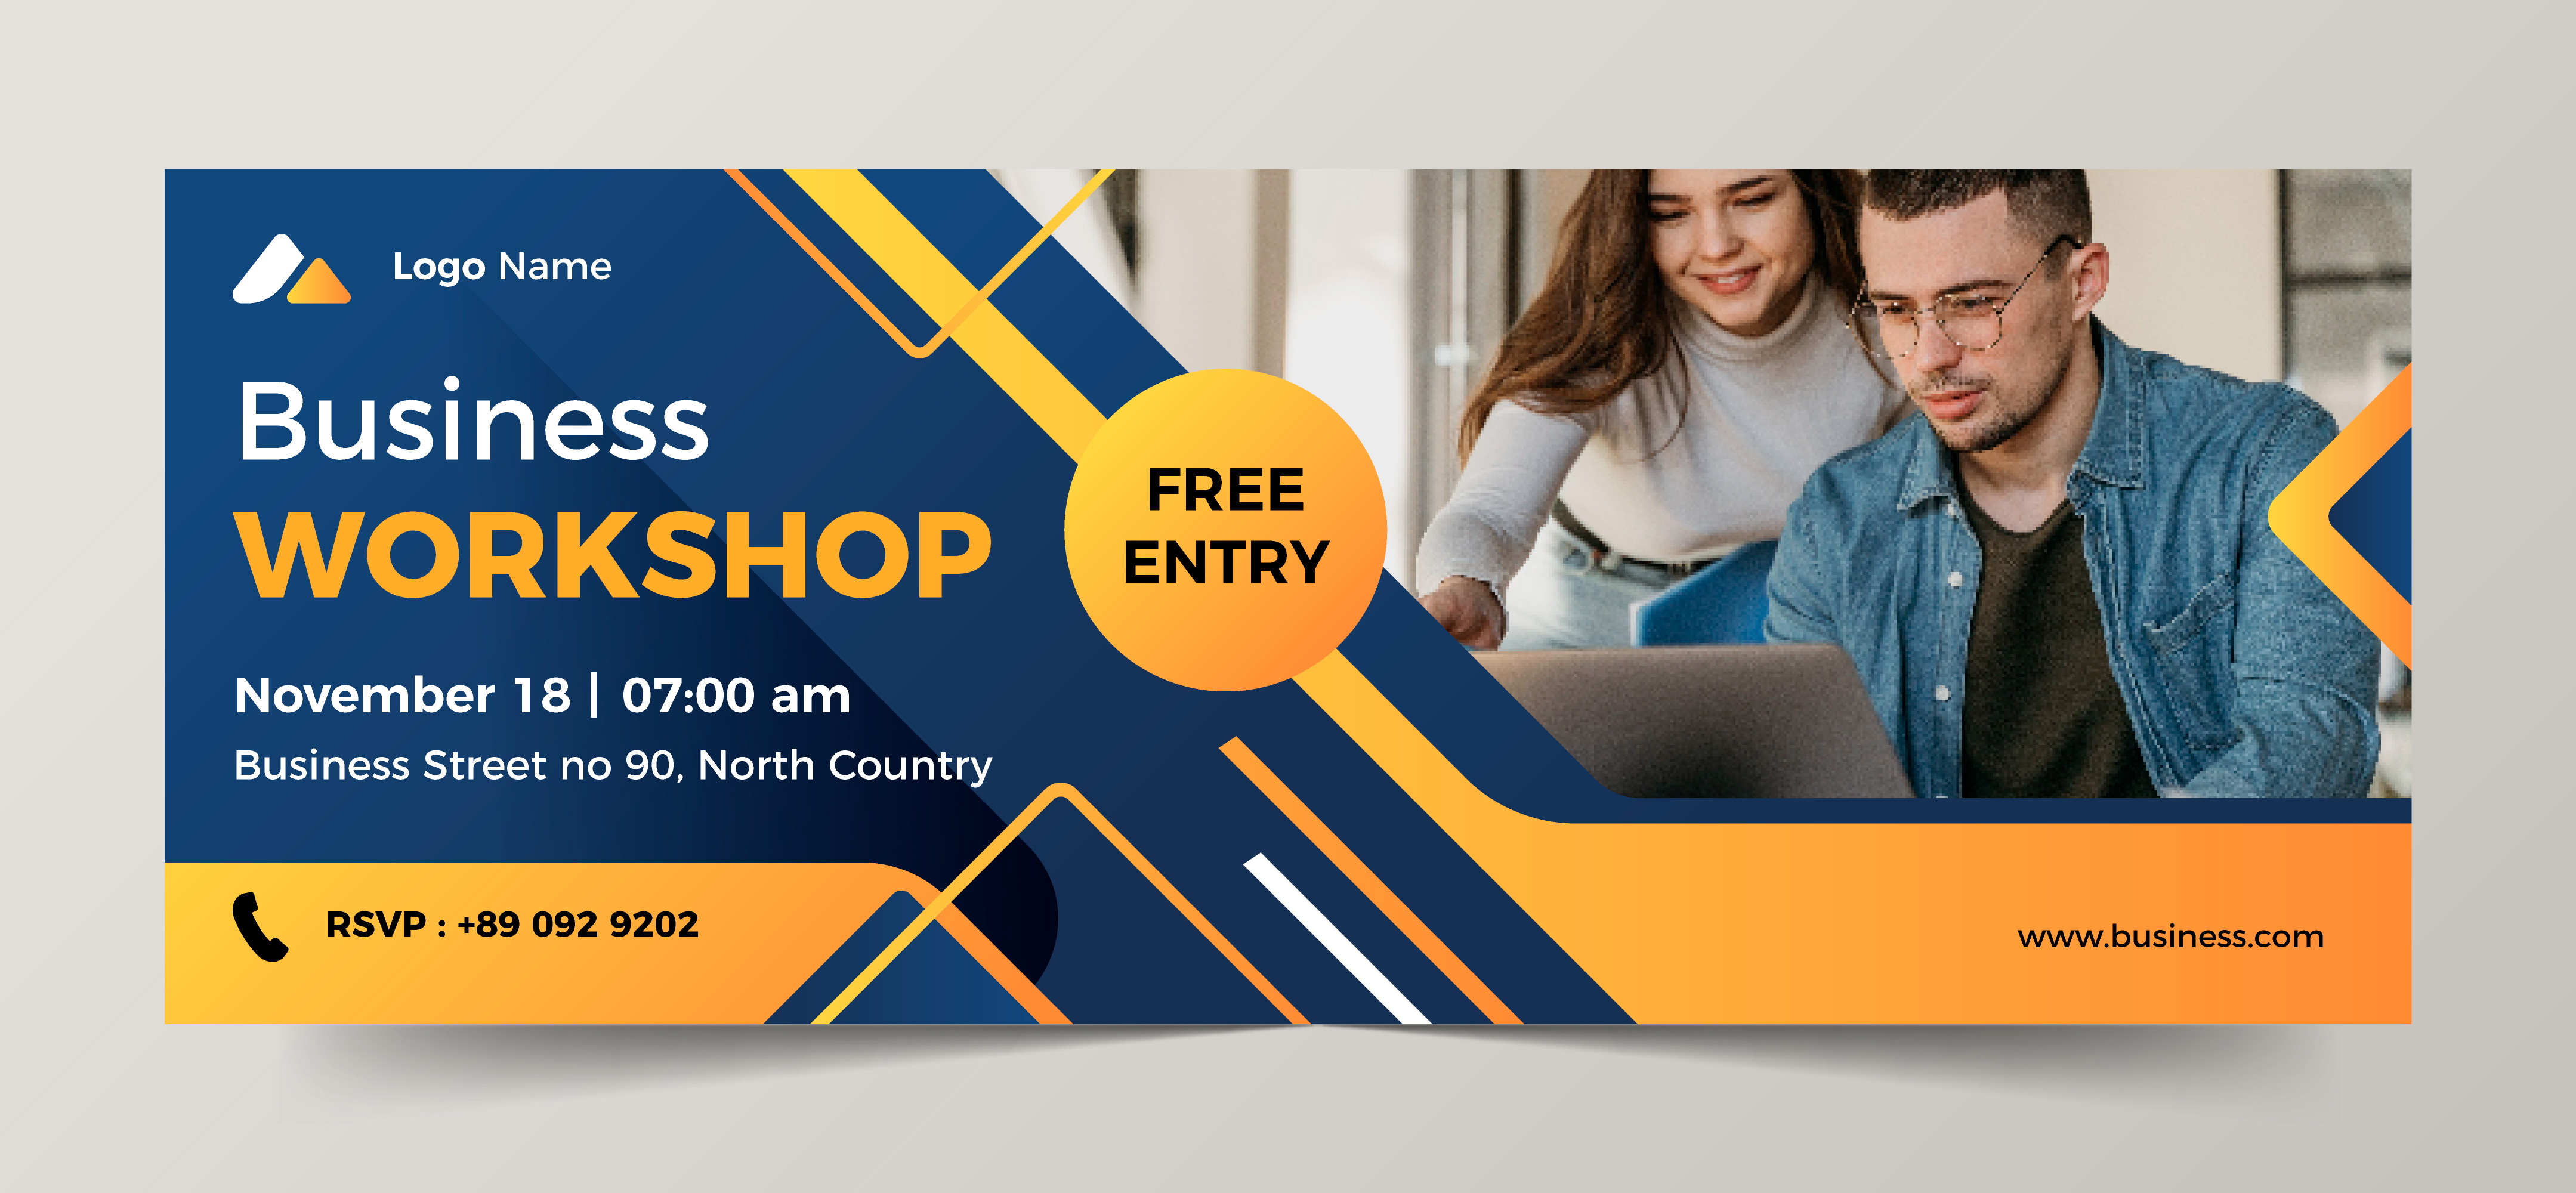 Logo Name
Business
WORKSHOP
November 18 | 07:00 am
Business Street no 90, North Country
RSVP : +89 092 9202
FREE
ENTRY
www.business.com